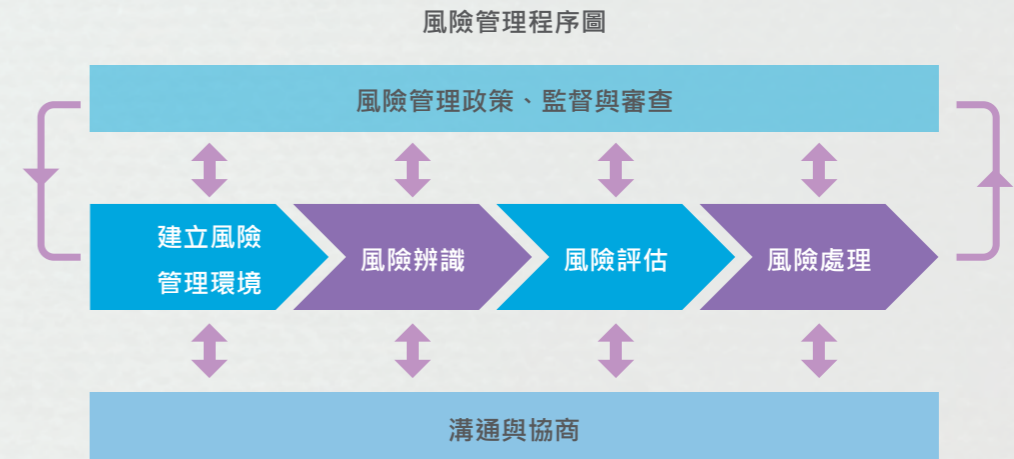 風險管理程序圖
風險管理政策、監督與審查
建立風險
管理環境
風險辨識
風險評估
風險處理
溝通與協商